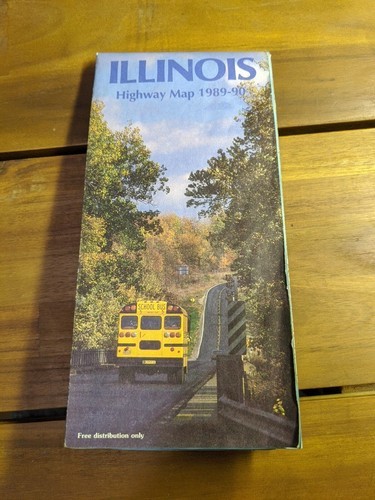 ILLINOIS
Highway Map 1989-90
SCHOOL BUS
Free distribution only